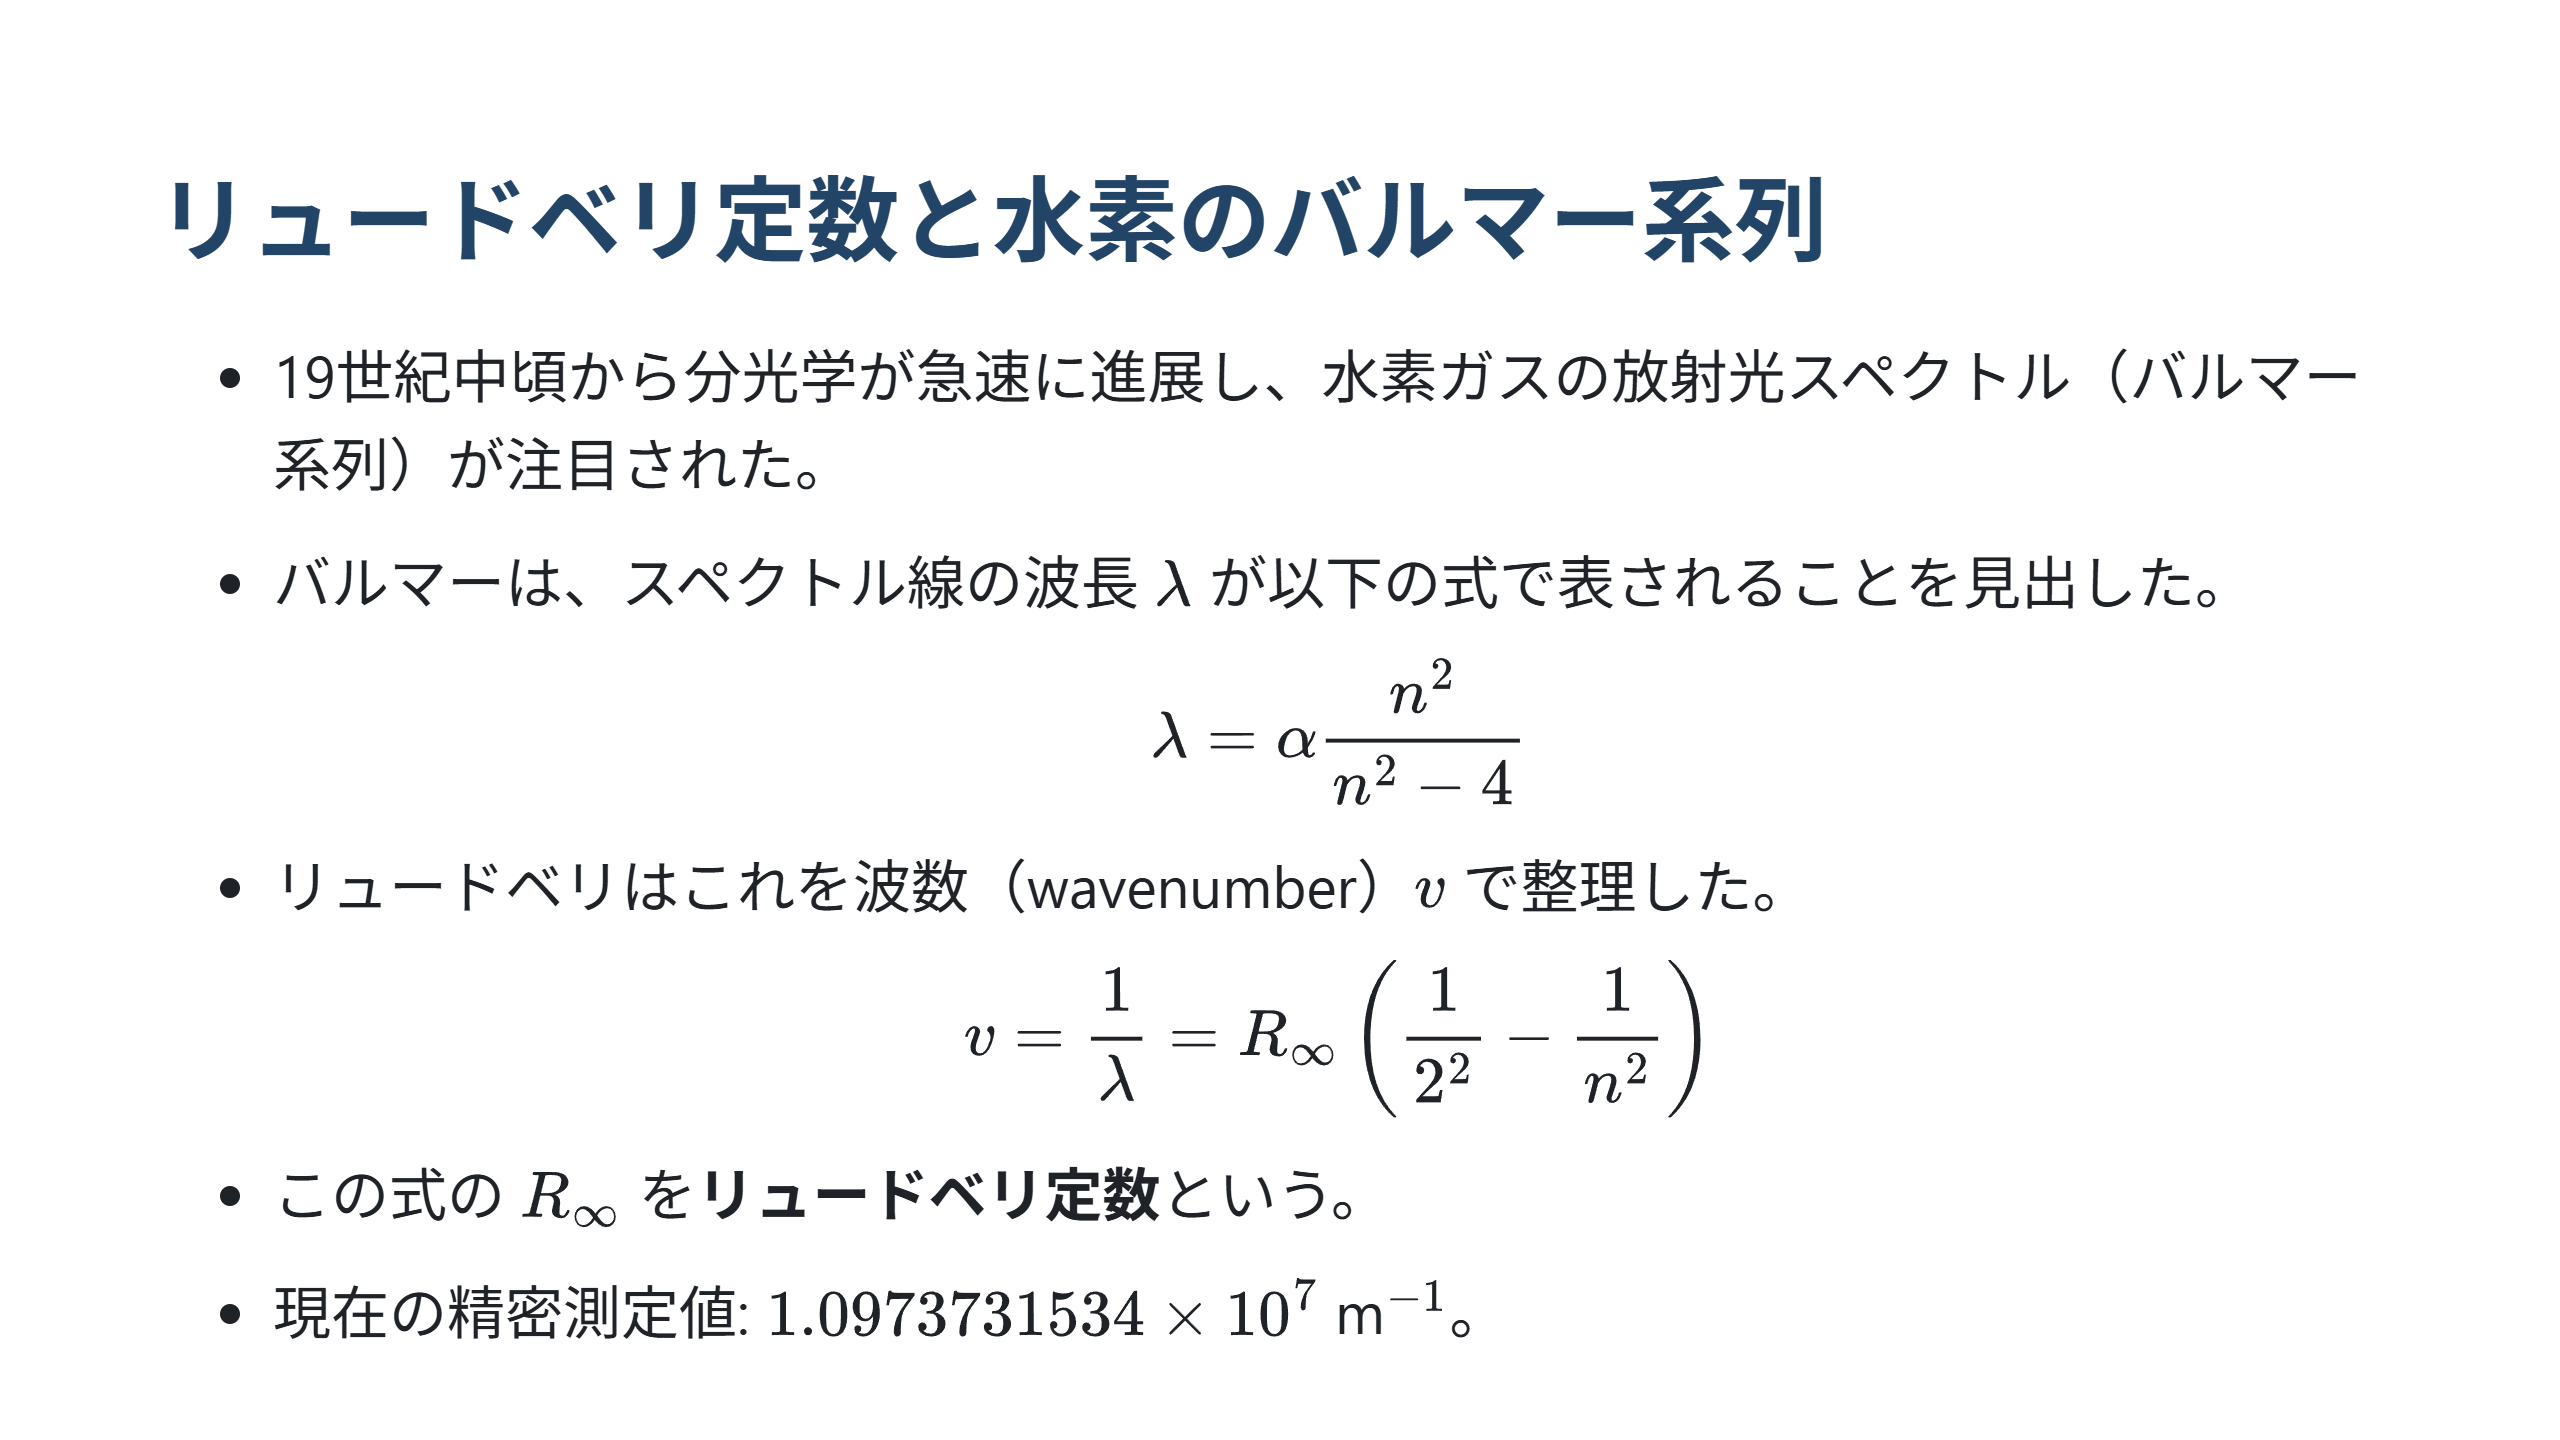 リュードベリ定数と水素のバルマー系列
• 19世紀中頃から分光学が急速に進展し、水素ガスの放射光スペクトル（バルマー
系列）が注目された。
• バルマーは、スペクトル線の波長 λ が以下の式で表されることを見出した。
λ = α n² / (n² − 4)
• リュードベリはこれを波数（wavenumber）v で整理した。
v = 1/λ = R∞ (1/2² − 1/n²)
• この式の R∞ をリュードベリ定数という。
• 現在の精密測定値: 1.0973731534 × 10⁷ m⁻¹。